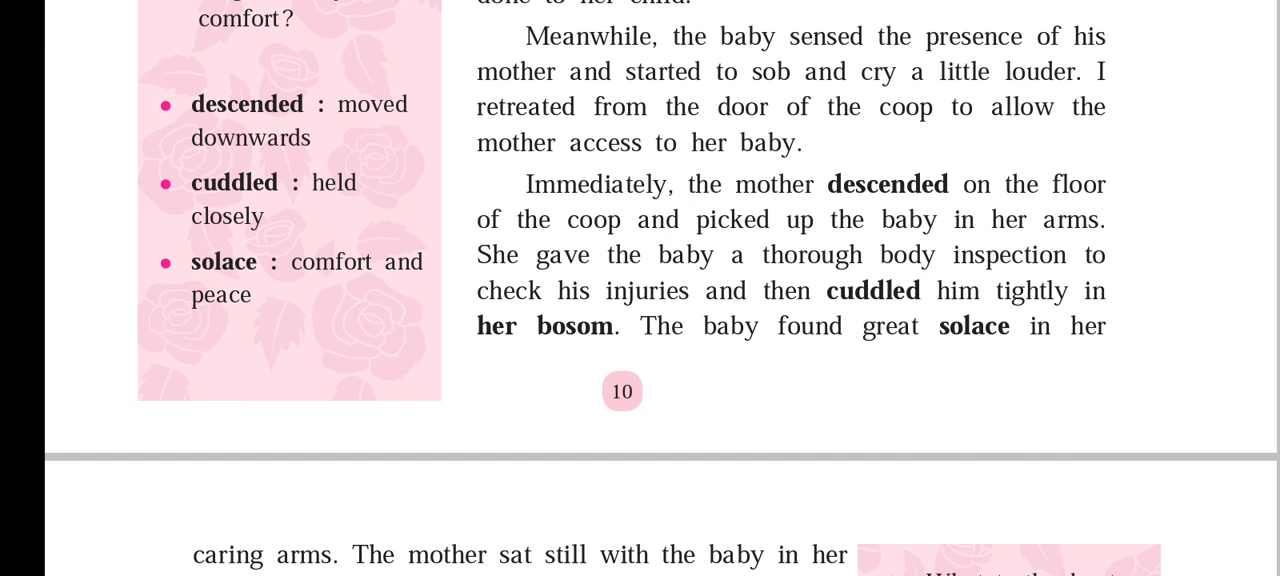 comfort?
• descended : moved
downwards
• cuddled : held
closely
• solace : comfort and
peace
done to her child.
Meanwhile, the baby sensed the presence of his
mother and started to sob and cry a little louder. I
retreated from the door of the coop to allow the
mother access to her baby.
Immediately, the mother descended on the floor
of the coop and picked up the baby in her arms.
She gave the baby a thorough body inspection to
check his injuries and then cuddled him tightly in
her bosom. The baby found great solace in her
10
caring arms. The mother sat still with the baby in her